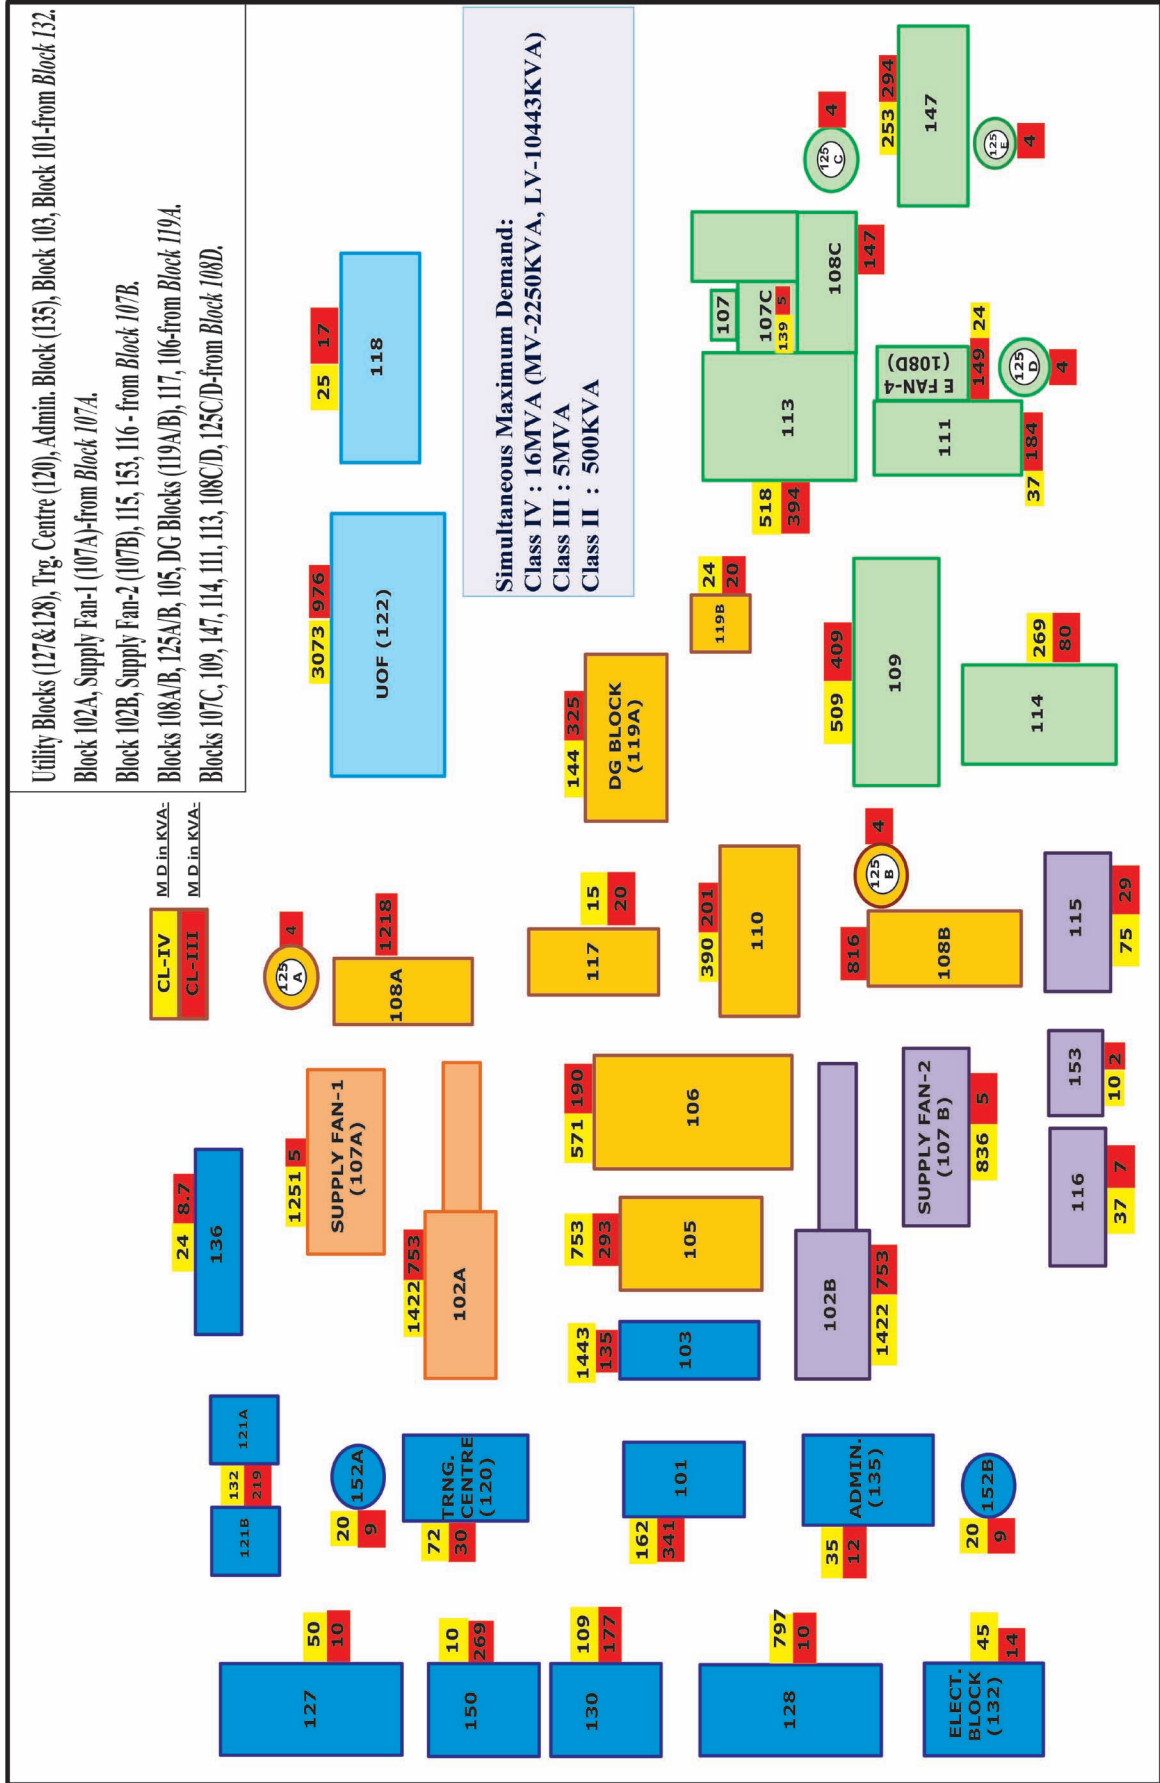 Utility Blocks (127&128), Trg. Centre (120), Admin. Block (135), Block 103, Block 101-from Block 132.
Block 102A, Supply Fan-1 (107A)-from Block 107A.
Block 102B, Supply Fan-2 (107B), 115, 153, 116 - from Block 107B.
Blocks 108A/B, 125A/B, 105, DG Blocks (119A/B), 117, 106-from Block 119A.
Blocks 107C, 109, 147, 114, 111, 113, 108C/D, 125C/D-from Block 108D.
CL-IV M D in KVA-
CL-III M D in KVA-
127
50
10
121B
132
219
121A
24 8.7
136
20
9
152A
1251 5
SUPPLY FAN-1
(107A)
125
A
4
108A
1218
3073 976
UOF (122)
25 17
118
150
10
269
72
30
TRNG.
CENTRE
(120)
1422 753
102A
Simultaneous Maximum Demand:
Class IV : 16MVA (MV-2250KVA, LV-10443KVA)
Class III : 5MVA
Class II : 500KVA
130
109
177
162
341
101
1443
135
103
753
293
105
571 190
106
117
15
20
144 325
DG BLOCK
(119A)
128
797
10
35
12
ADMIN.
(135)
102B
1422 753
390 201
110
119B
24
20
518
394
113
107
107C
139 5
108C
147
125
C
4
253 294
147
125
E
4
ELECT.
BLOCK
(132)
45
14
20
9
152B
SUPPLY FAN-2
(107 B)
836 5
816
108B
125
B
4
509 409
109
111
37 184
E FAN-4
(108D)
149 24
125
D
4
116
37 7
153
10 2
115
75 29
114
269
80